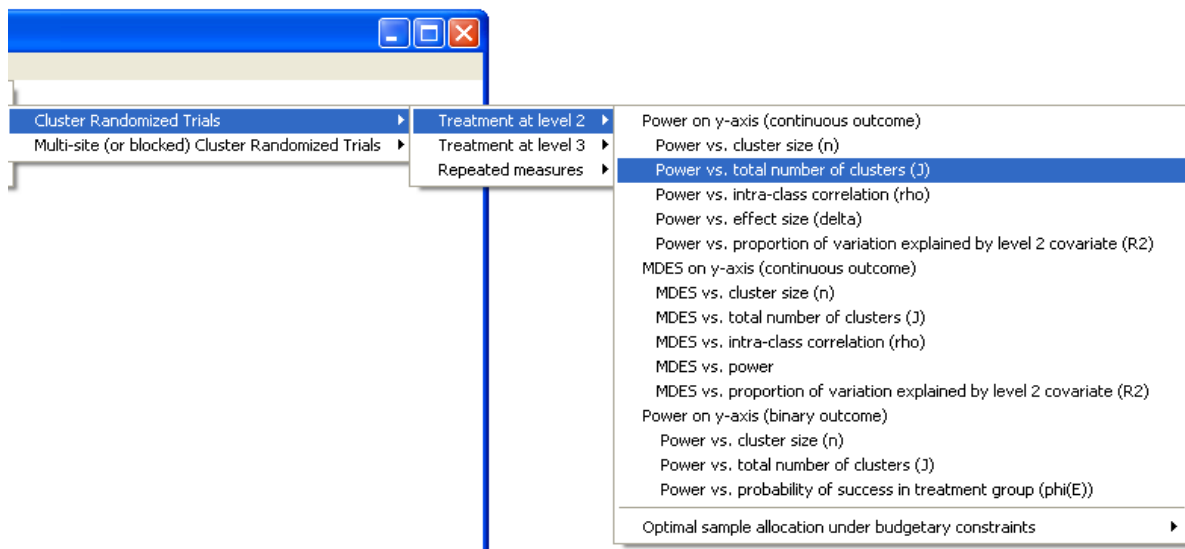 Cluster Randomized Trials
Multi-site (or blocked) Cluster Randomized Trials
Treatment at level 2
Treatment at level 3
Repeated measures
Power on y-axis (continuous outcome)
Power vs. cluster size (n)
Power vs. total number of clusters (J)
Power vs. intra-class correlation (rho)
Power vs. effect size (delta)
Power vs. proportion of variation explained by level 2 covariate (R2)
MDES on y-axis (continuous outcome)
MDES vs. cluster size (n)
MDES vs. total number of clusters (J)
MDES vs. intra-class correlation (rho)
MDES vs. power
MDES vs. proportion of variation explained by level 2 covariate (R2)
Power on y-axis (binary outcome)
Power vs. cluster size (n)
Power vs. total number of clusters (J)
Power vs. probability of success in treatment group (phi(E))
Optimal sample allocation under budgetary constraints